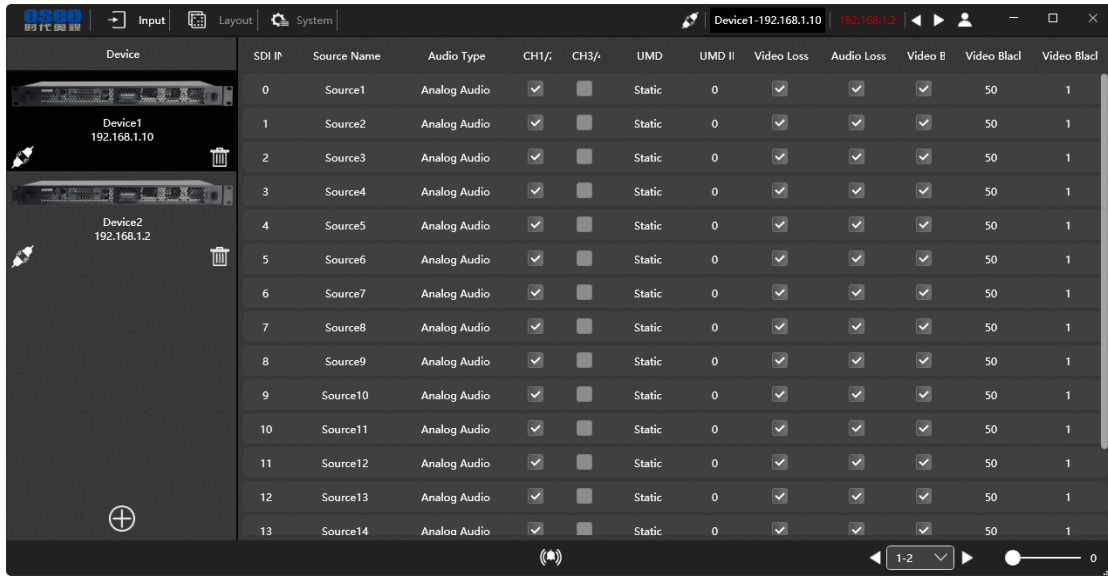 OSEE
时代奥视
Input
Layout
System
Device1-192.168.1.10
192.168.1.2
Device
SDI IN Source Name Audio Type CH1/2 CH3/4 UMD UMD II Video Loss Audio Loss Video B Video Blacl Video Blacl
Device1
192.168.1.10
Device2
192.168.1.2
0 Source1 Analog Audio Static 0 50 1
1 Source2 Analog Audio Static 0 50 1
2 Source3 Analog Audio Static 0 50 1
3 Source4 Analog Audio Static 0 50 1
4 Source5 Analog Audio Static 0 50 1
5 Source6 Analog Audio Static 0 50 1
6 Source7 Analog Audio Static 0 50 1
7 Source8 Analog Audio Static 0 50 1
8 Source9 Analog Audio Static 0 50 1
9 Source10 Analog Audio Static 0 50 1
10 Source11 Analog Audio Static 0 50 1
11 Source12 Analog Audio Static 0 50 1
12 Source13 Analog Audio Static 0 50 1
13 Source14 Analog Audio Static 0 50 1
1-2
0